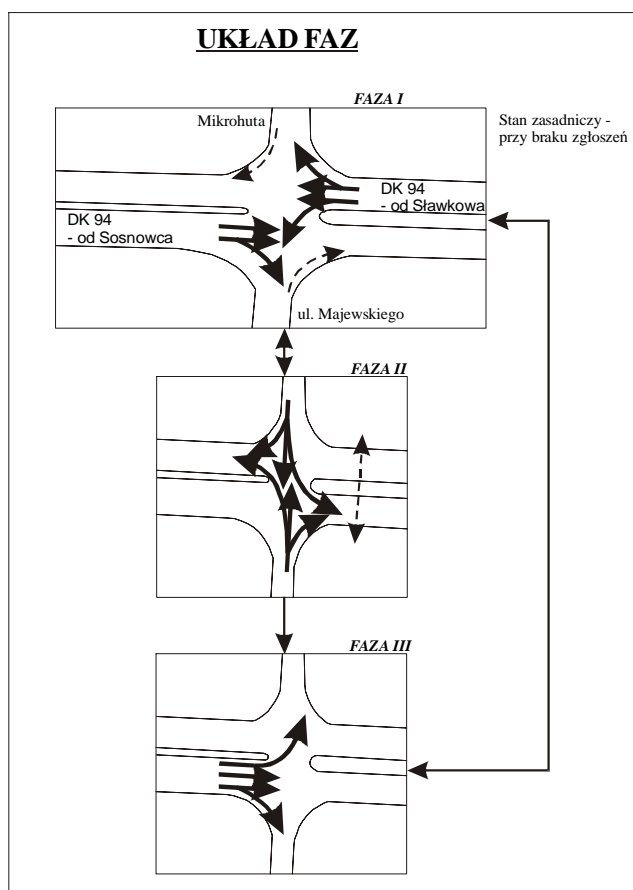 UKŁAD FAZ
FAZA I
Mikrohuta
Stan zasadniczy -
przy braku zgłoszeń
DK 94
- od Sławkowa
DK 94
- od Sosnowca
ul. Majewskiego
FAZA II
FAZA III